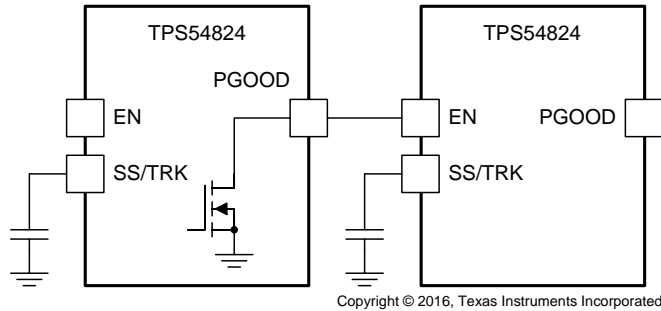 TPS54824
PGOOD
EN
SS/TRK
TPS54824
EN
PGOOD
SS/TRK
Copyright © 2016, Texas Instruments Incorporated